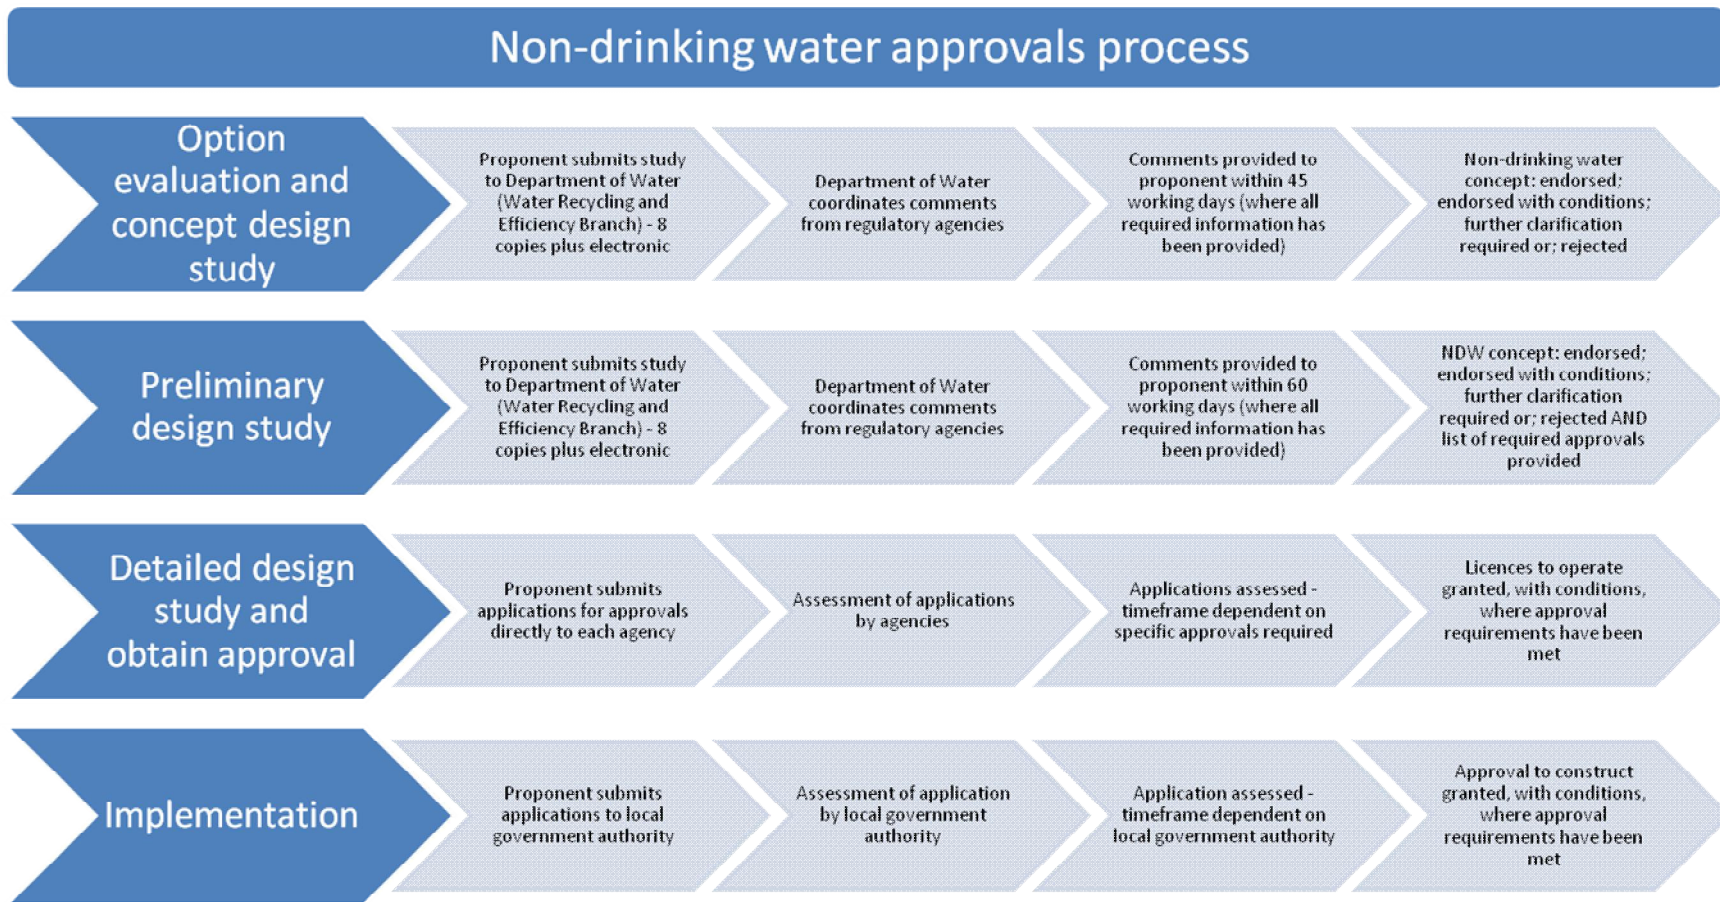 Non-drinking water approvals process
Option
evaluation and
concept design
study
Proponent submits study
to Department of Water
(Water Recycling and
Efficiency Branch) - 8
copies plus electronic
Department of Water
coordinates comments
from regulatory agencies
Comments provided to
proponent within 45
working days (where all
required information has
been provided)
Non-drinking water
concept: endorsed;
endorsed with conditions;
further clarification
required or; rejected
Preliminary
design study
Proponent submits study
to Department of Water
(Water Recycling and
Efficiency Branch) - 8
copies plus electronic
Department of Water
coordinates comments
from regulatory agencies
Comments provided to
proponent within 60
working days (where all
required information has
been provided)
NDW concept: endorsed;
endorsed with conditions;
further clarification
required or; rejected AND
list of required approvals
provided
Detailed design
study and
obtain approval
Proponent submits
applications for approvals
directly to each agency
Assessment of applications
by agencies
Applications assessed -
timeframe dependent on
specific approvals required
Licences to operate
granted, with conditions,
where approval
requirements have been
met
Implementation
Proponent submits
applications to local
government authority
Assessment of application
by local government
authority
Application assessed -
timeframe dependent on
local government authority
Approval to construct
granted, with conditions,
where approval
requirements have been
met